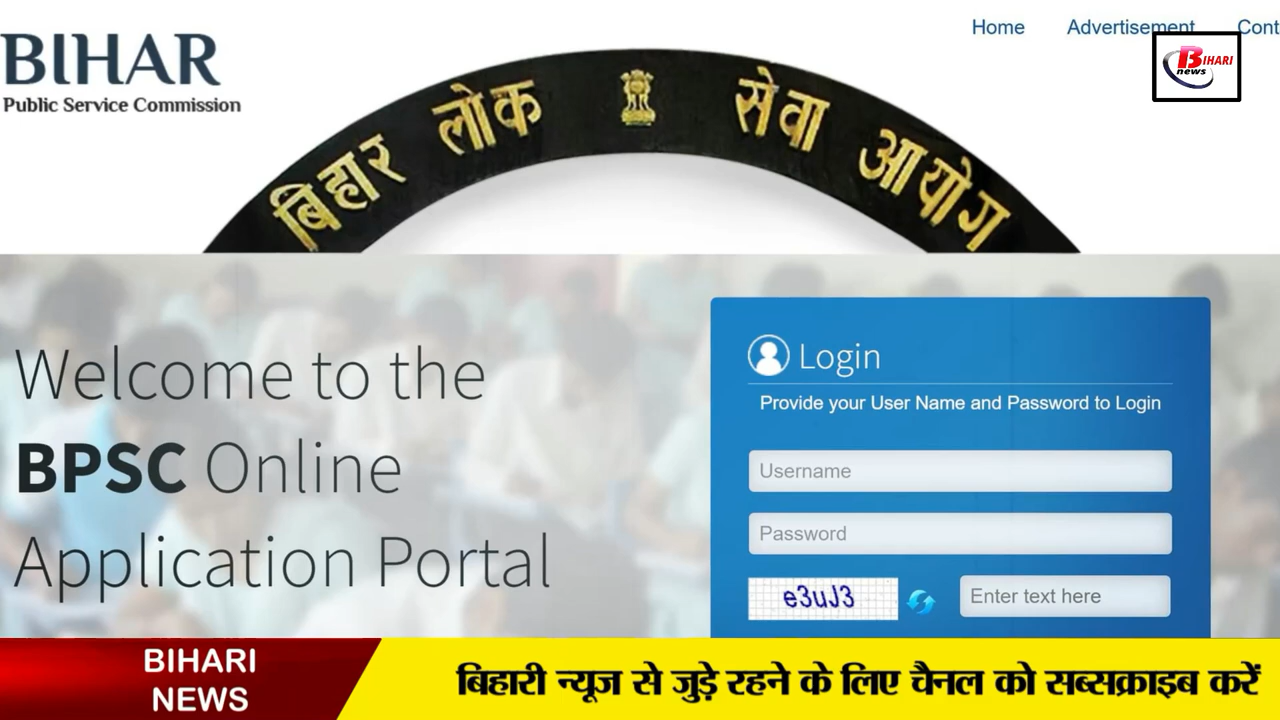 BIHAR
Public Service Commission
Home Advertisement Cont
BIHARI
news
बिहार लोक सेवा आयोग
Welcome to the
BPSC Online
Application Portal
Login
Provide your User Name and Password to Login
Username
Password
e3uJ3
Enter text here
BIHARI
NEWS
बिहारी न्यूज से जुड़े रहने के लिए चैनल को सब्सक्राइब करें